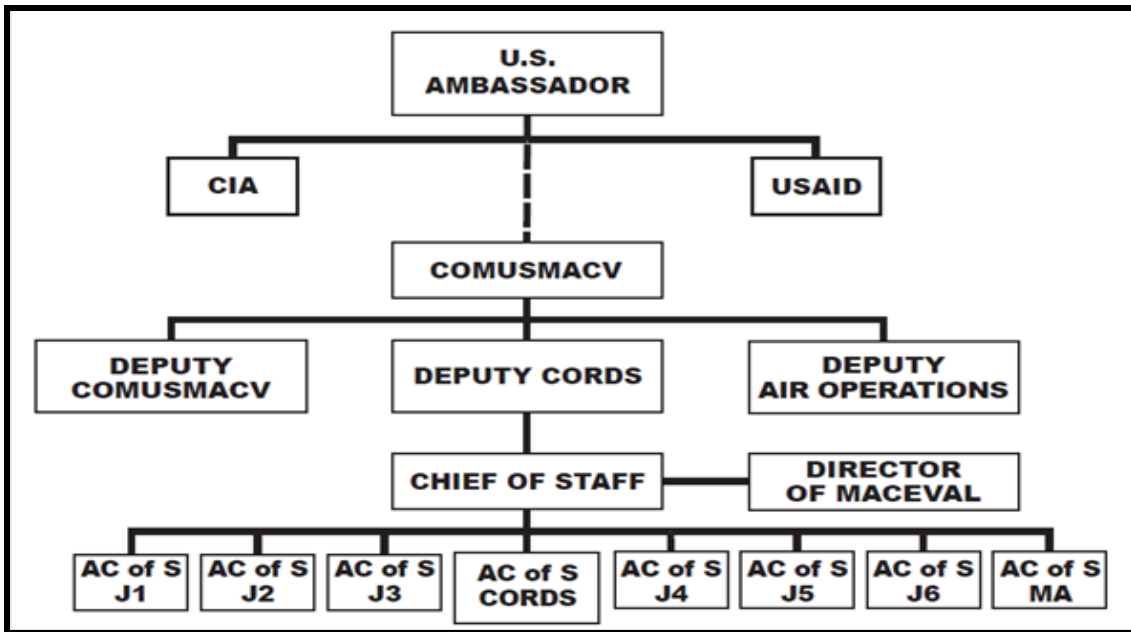 U.S.
AMBASSADOR
CIA
USAID
COMUSMACV
DEPUTY
COMUSMACV
DEPUTY CORDS
DEPUTY
AIR OPERATIONS
CHIEF OF STAFF
DIRECTOR
OF MACEVAL
AC of S
J1
AC of S
J2
AC of S
J3
AC of S
CORDS
AC of S
J4
AC of S
J5
AC of S
J6
AC of S
MA